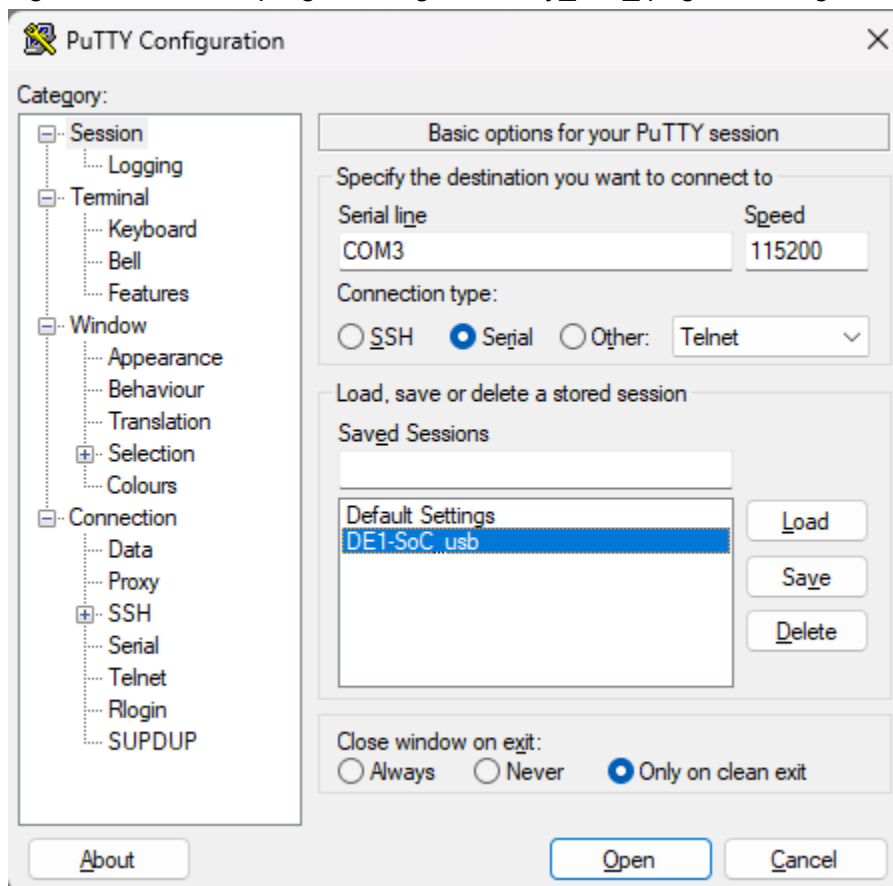 PuTTY Configuration
Category:
Session
Logging
Terminal
Keyboard
Bell
Features
Window
Appearance
Behaviour
Translation
Selection
Colours
Connection
Data
Proxy
SSH
Serial
Telnet
Rlogin
SUPDUP
Basic options for your PuTTY session
Specify the destination you want to connect to
Serial line Speed
COM3 115200
Connection type:
SSH Serial Other: Telnet
Load, save or delete a stored session
Saved Sessions
Default Settings
DE1-SoC_usb
Load
Save
Delete
Close window on exit:
Always Never Only on clean exit
About Open Cancel